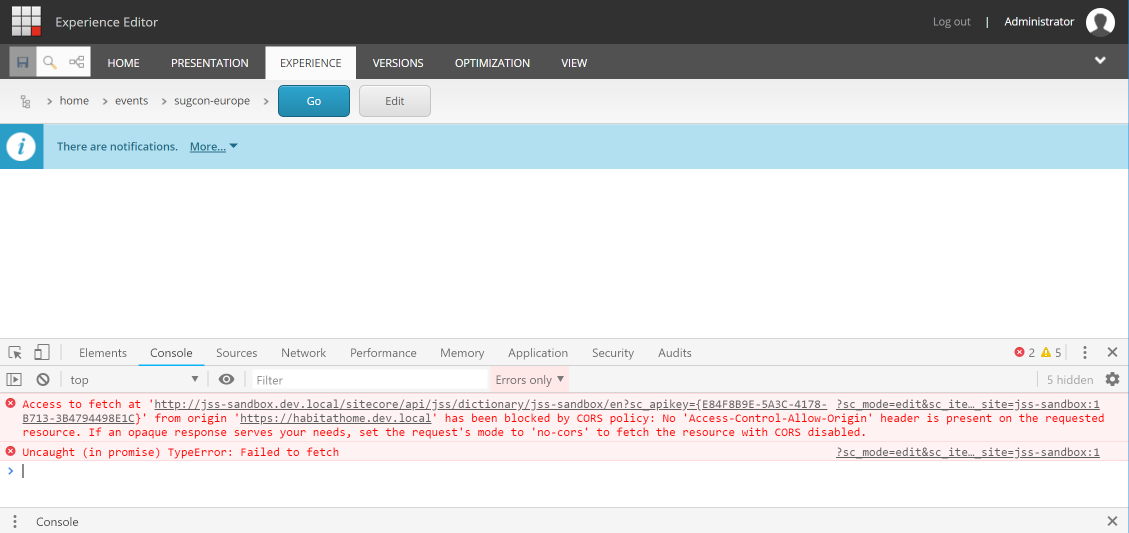 Experience Editor
Log out | Administrator
HOME PRESENTATION EXPERIENCE VERSIONS OPTIMIZATION VIEW
home events sugcon-europe Go Edit
There are notifications. More...
Elements Console Sources Network Performance Memory Application Security Audits 2 5
top Filter Errors only 5 hidden
Access to fetch at 'http://jss-sandbox.dev.local/sitecore/api/jss/dictionary/jss-sandbox/en?sc_apikey={E84F8B9E-5A3C-4178- ?sc_mode=edit&sc_ite…_site=jss-sandbox:1
B713-3B4794498E1C}' from origin 'https://habitathome.dev.local' has been blocked by CORS policy: No 'Access-Control-Allow-Origin' header is present on the requested
resource. If an opaque response serves your needs, set the request's mode to 'no-cors' to fetch the resource with CORS disabled.
Uncaught (in promise) TypeError: Failed to fetch ?sc_mode=edit&sc_ite…_site=jss-sandbox:1
Console